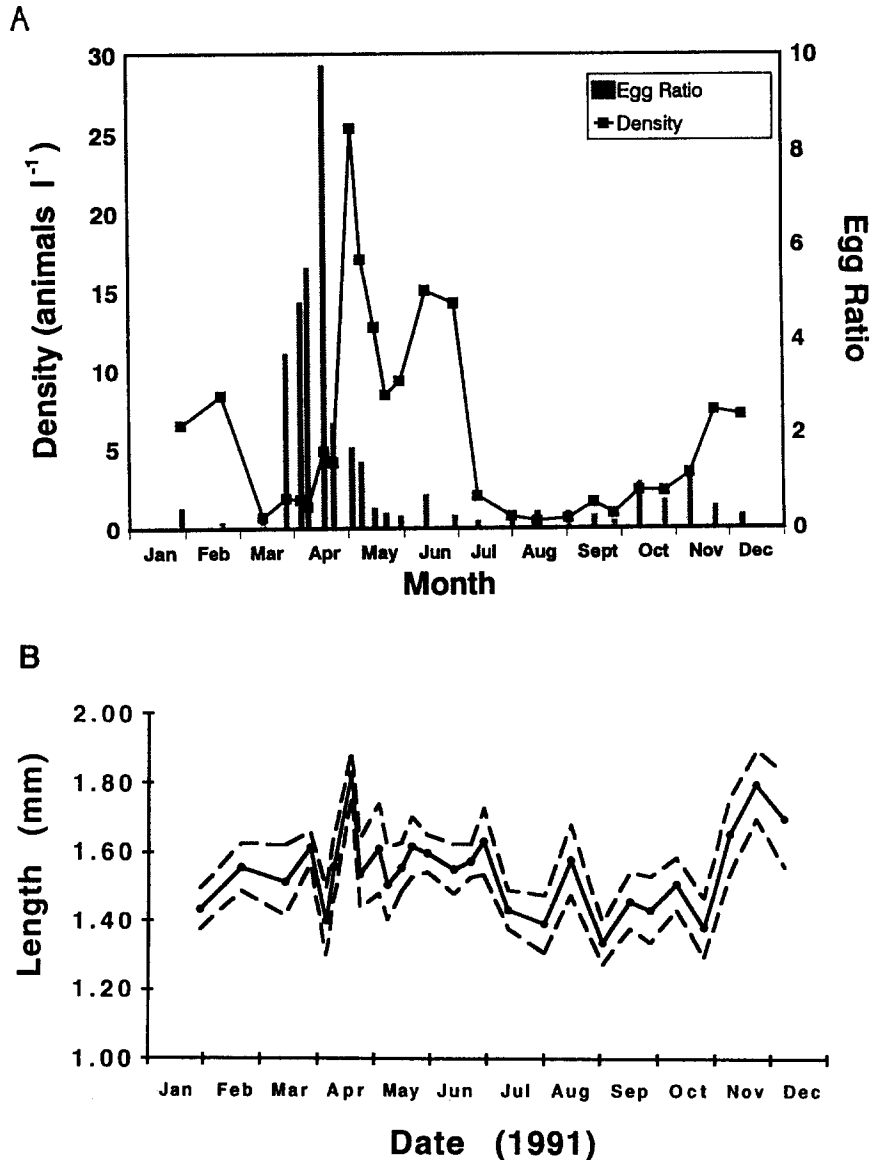 A
30
25
20
15
10
5
0
Density (animals l⁻¹)
10
8
6
4
2
0
Egg Ratio
Egg Ratio
Density
Jan Feb Mar Apr May Jun Jul Aug Sept Oct Nov Dec
Month
B
2.00
1.80
1.60
1.40
1.20
1.00
Length (mm)
Jan Feb Mar Apr May Jun Jul Aug Sep Oct Nov Dec
Date (1991)